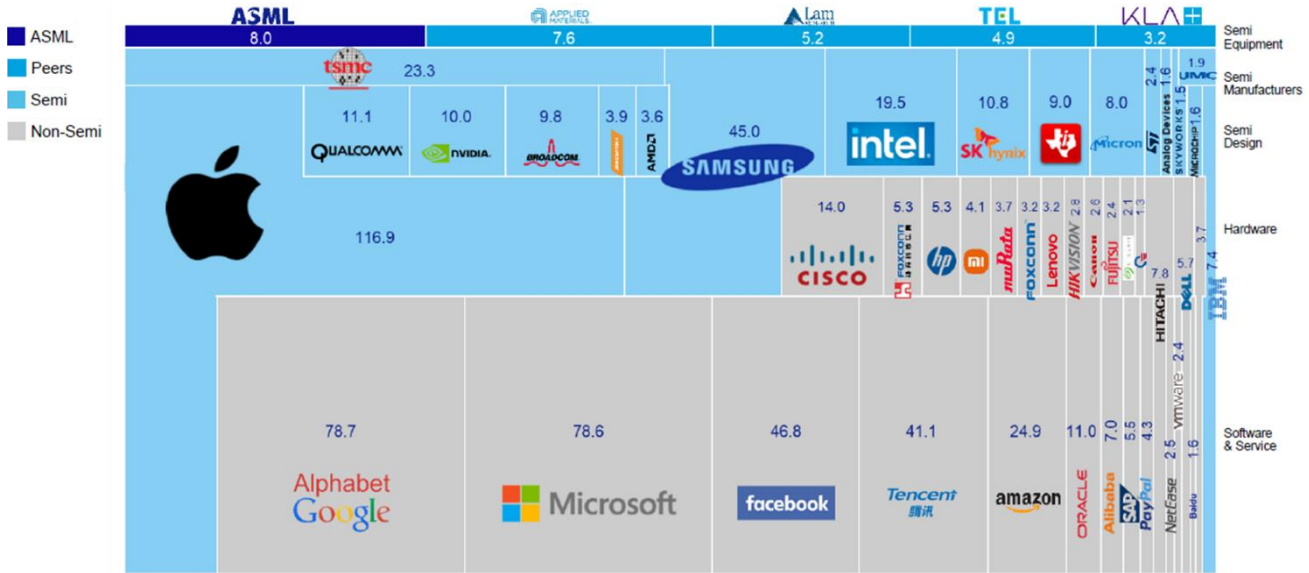 ASML
APPLIED MATERIALS
Lam RESEARCH
TEL
KLA
ASML
Peers
Semi
Non-Semi
8.0
7.6
5.2
4.9
3.2
Semi Equipment
tsmc
23.3
2.4
1.6
1.9
UMC
Semi Manufacturers
11.1
QUALCOMM
10.0
NVIDIA.
9.8
BROADCOM
3.9
3.6
AMD
45.0
SAMSUNG
19.5
intel.
10.8
SK hynix
9.0
8.0
Micron
ST
Analog Devices
1.5
SKYWORKS
1.6
MICROCHIP
Semi Design
116.9
14.0
CISCO
5.3
FOXCONN
5.3
hp
4.1
mi
3.7
muRata
3.2
FOXCONN
3.2
Lenovo
2.8
HIKVISION
2.6
Canon
2.4
FUJITSU
2.1
1.3
7.8
HITACHI
5.7
DELL
3.7
7.4
IBM
Hardware
78.7
Alphabet
Google
78.6
Microsoft
46.8
facebook
41.1
Tencent
腾讯
24.9
amazon
11.0
ORACLE
7.0
Alibaba
5.5
SAP
4.3
PayPal
2.5
NetEase
2.4
vmware
1.6
Baidu
Software
& Service